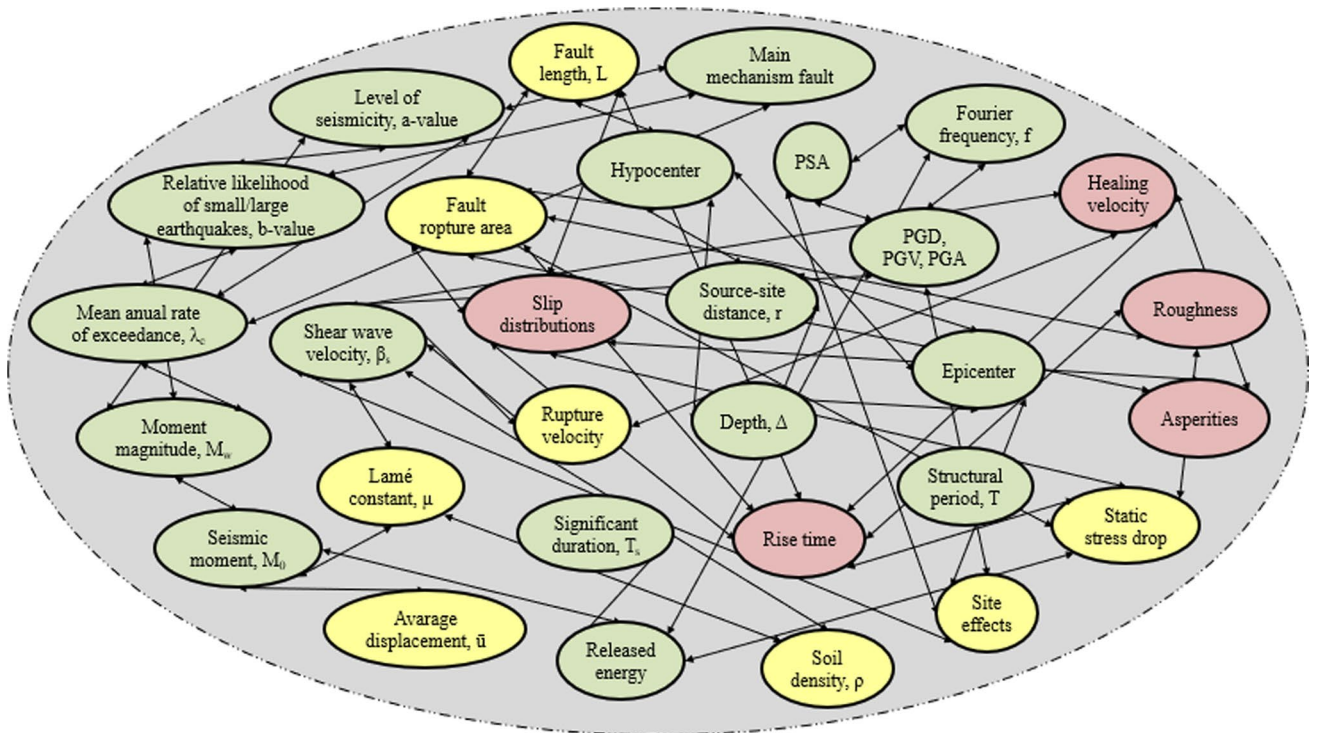 Fault
length, L
Main
mechanism fault
Level of
seismicity, a-value
Fourier
frequency, f
PSA
Hypocenter
Relative likelihood
of small/large
earthquakes, b-value
Healing
velocity
Fault
ropture area
PGD,
PGV, PGA
Slip
distributions
Source-site
distance, r
Roughness
Mean anual rate
of exceedance, λc
Shear wave
velocity, βs
Epicenter
Rupture
velocity
Depth, Δ
Asperities
Moment
magnitude, Mw
Lamé
constant, μ
Structural
period, T
Significant
duration, Ts
Rise time
Static
stress drop
Seismic
moment, M0
Site
effects
Avarage
displacement, ū
Released
energy
Soil
density, ρ